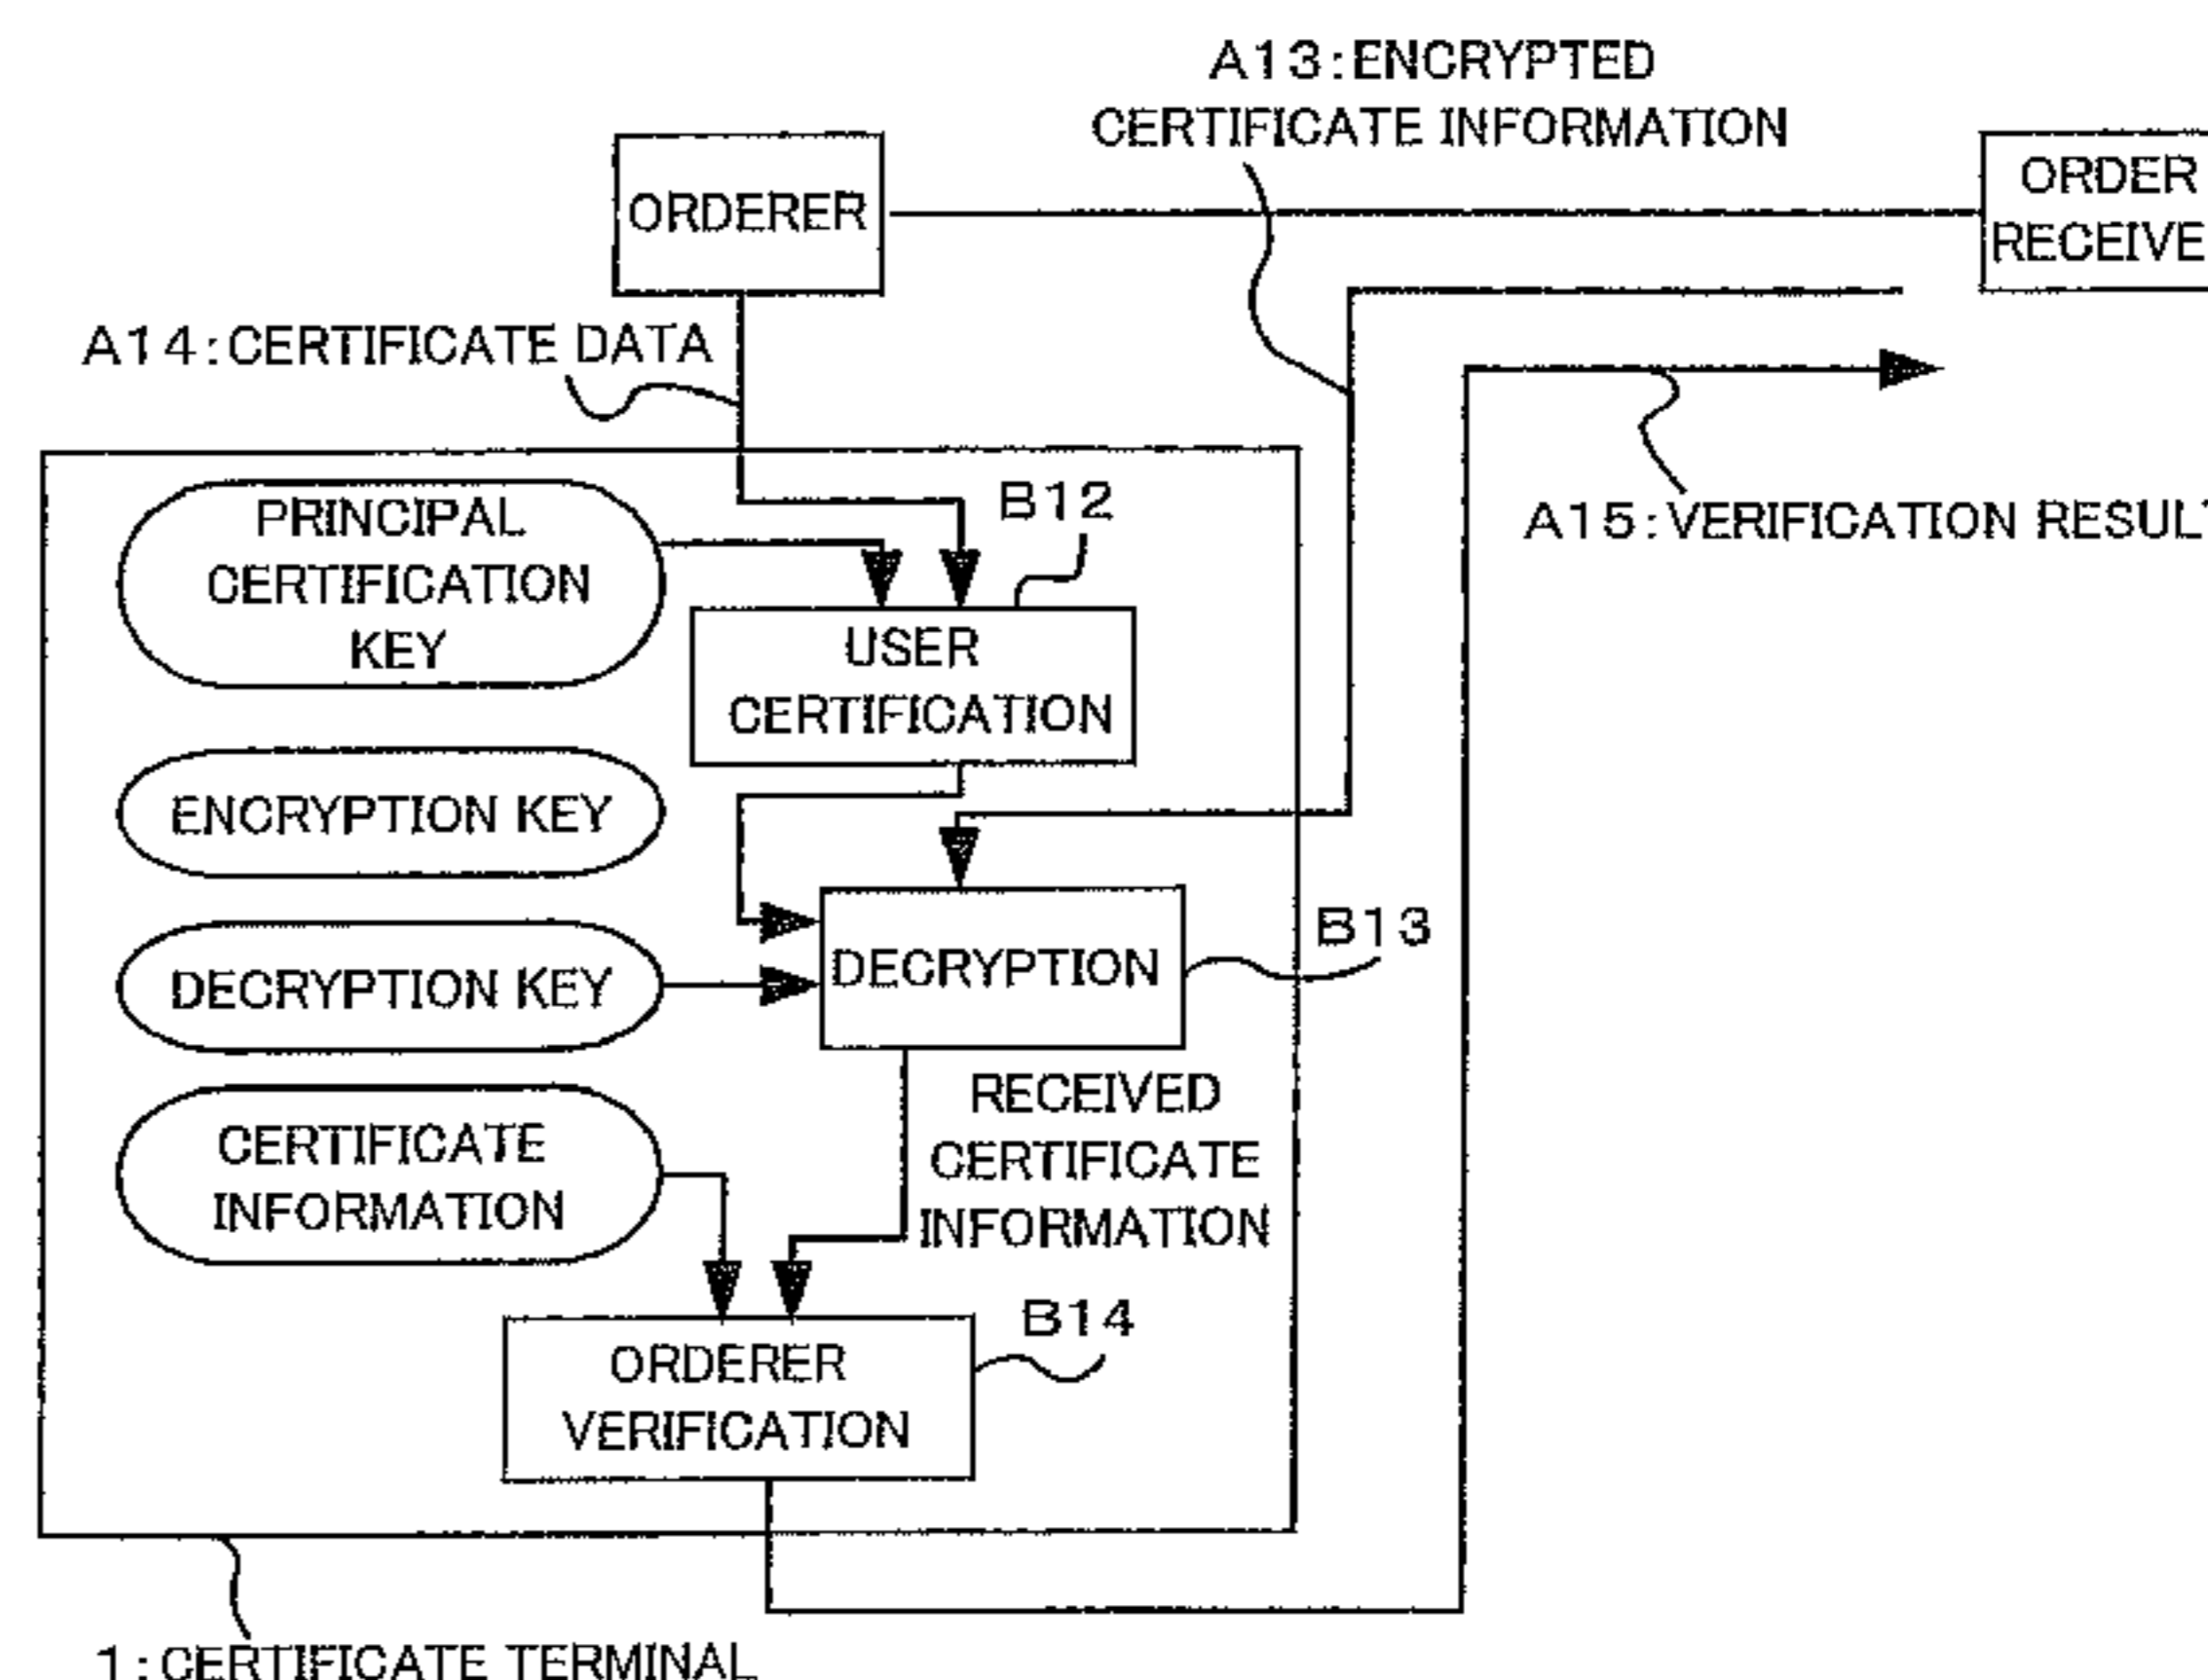 A13:ENCRYPTED
CERTIFICATE INFORMATION
ORDERER
ORDER
RECEIVE
A14:CERTIFICATE DATA
A15:VERIFICATION RESULT
PRINCIPAL
CERTIFICATION
KEY
B12
USER
CERTIFICATION
ENCRYPTION KEY
DECRYPTION KEY
DECRYPTION
B13
RECEIVED
CERTIFICATE
INFORMATION
CERTIFICATE
INFORMATION
B14
ORDERER
VERIFICATION
1:CERTIFICATE TERMINAL